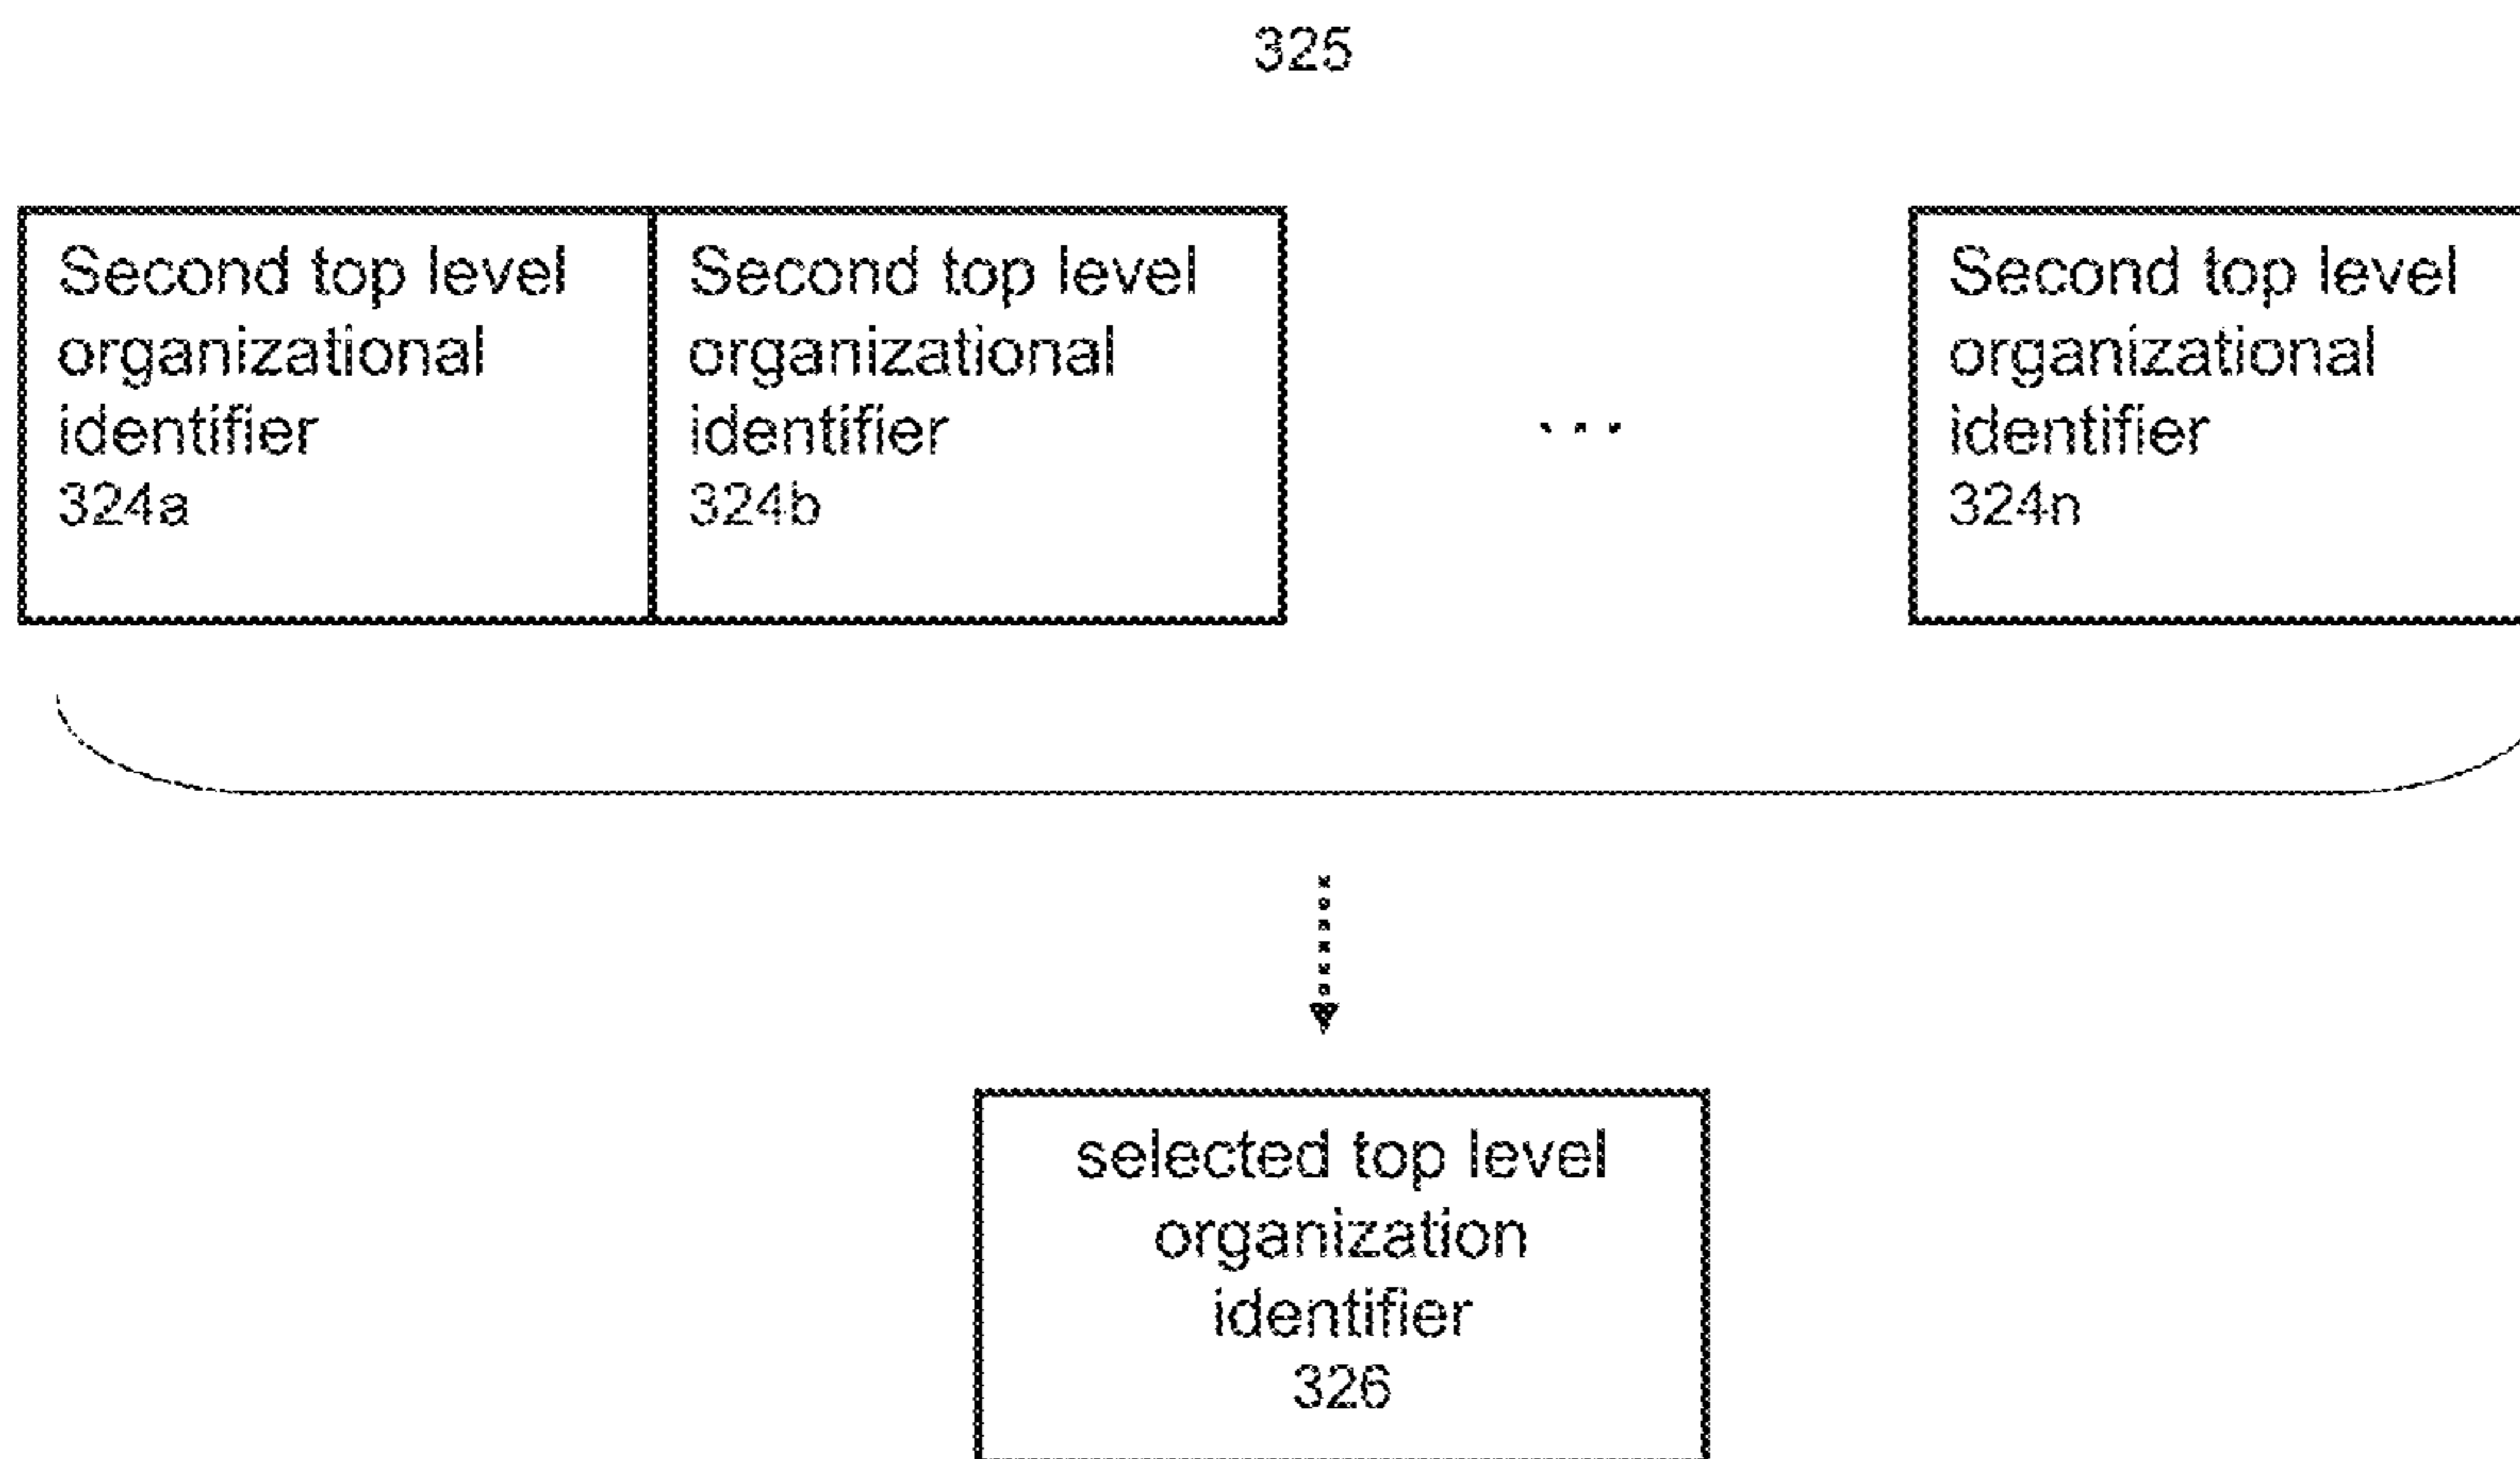 325
Second top level
organizational
identifier
324a
Second top level
organizational
identifier
324b
...
Second top level
organizational
identifier
324n
selected top level
organization
identifier
326